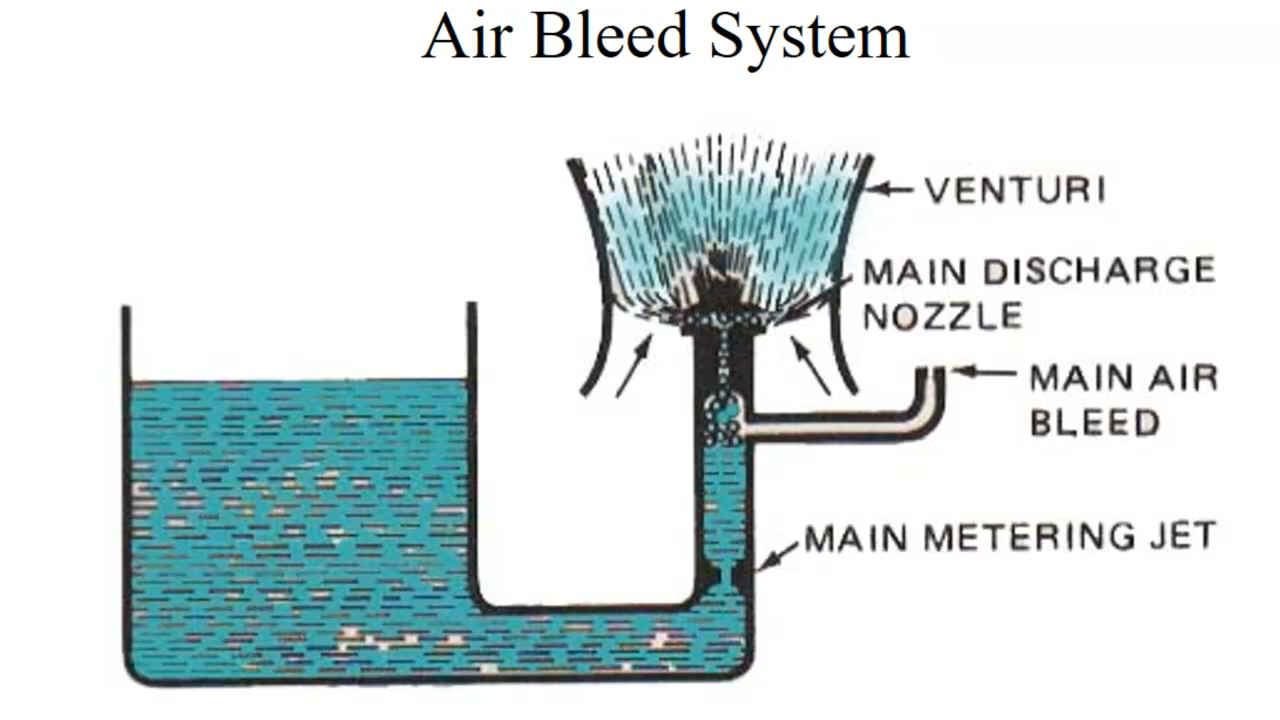 Air Bleed System
VENTURI
MAIN DISCHARGE
NOZZLE
MAIN AIR
BLEED
MAIN METERING JET